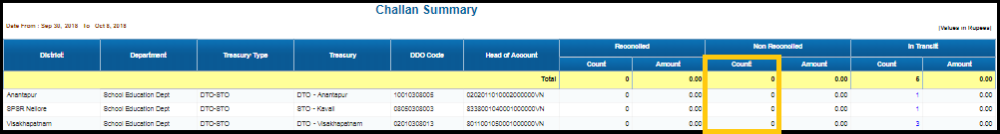 Challan Summary
Date From : Sep 30, 2018 To Oct 8, 2018
(Values in Rupees)
District Department Treasury Type Treasury DDO Code Head of Account Reconciled Non Reconciled In Transit
Count Amount Count Amount Count Amount
Total 0 0.00 0 0.00 5 0.00
Anantapur School Education Dept DTO-STO DTO - Anantapur 10010308005 0202011010002000000VN 0 0.00 0 0.00 1 0.00
SPSR Nellore School Education Dept DTO-STO STO - Kavali 08050303003 8338001040001000000VN 0 0.00 0 0.00 1 0.00
Visakhapatnam School Education Dept DTO-STO DTO - Visakhapatnam 02010308013 8011001050001000000VN 0 0.00 0 0.00 3 0.00